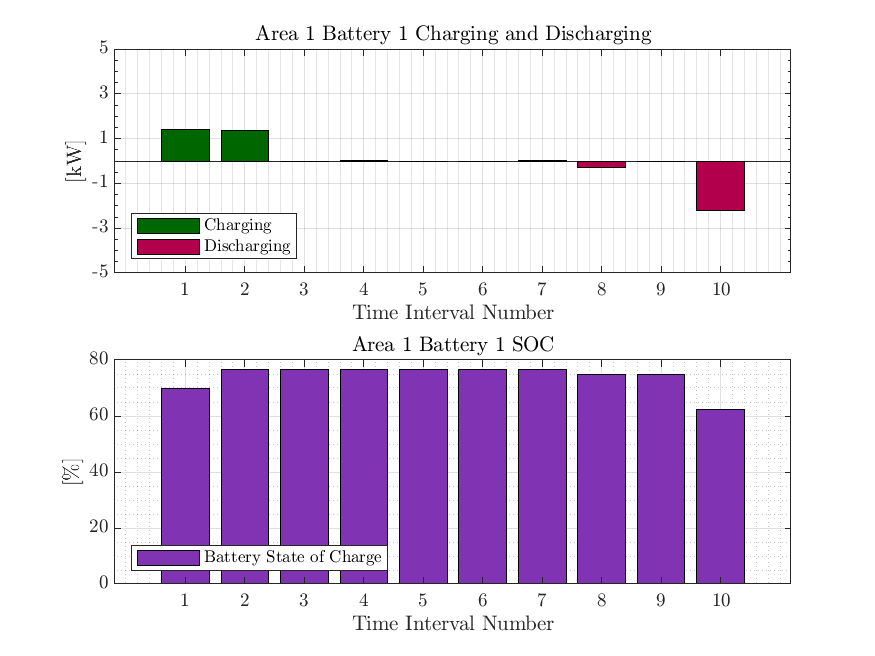 Area 1 Battery 1 Charging and Discharging
5
3
1
-1
-3
-5
[kW]
Charging
Discharging
1 2 3 4 5 6 7 8 9 10
Time Interval Number
Area 1 Battery 1 SOC
80
60
40
20
0
[%]
Battery State of Charge
1 2 3 4 5 6 7 8 9 10
Time Interval Number